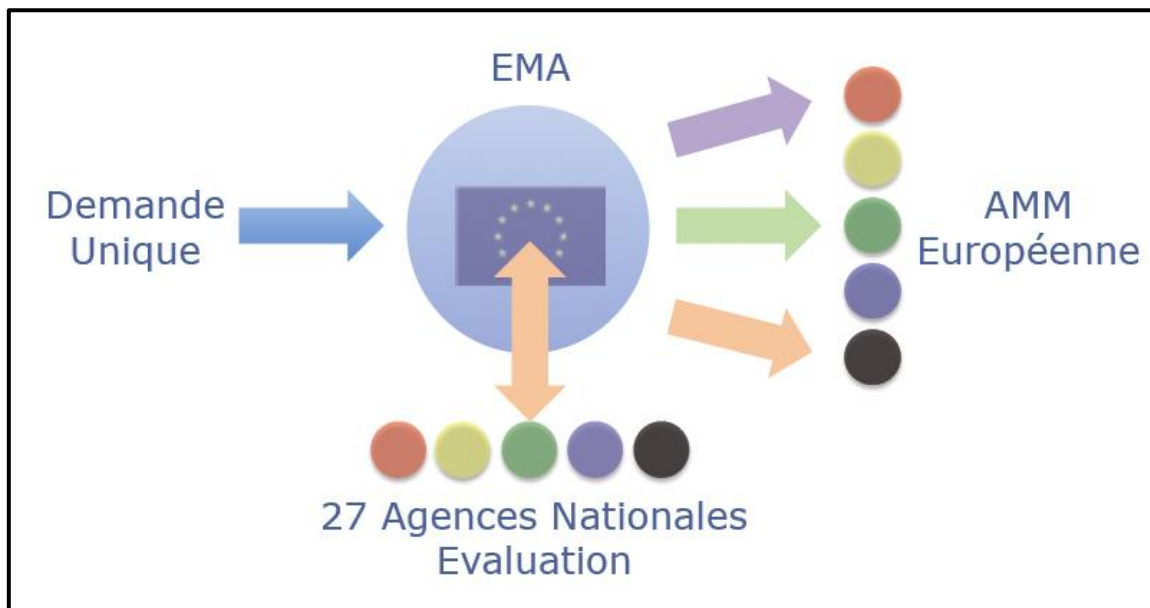 EMA
Demande
Unique
AMM
Européenne
27 Agences Nationales
Evaluation